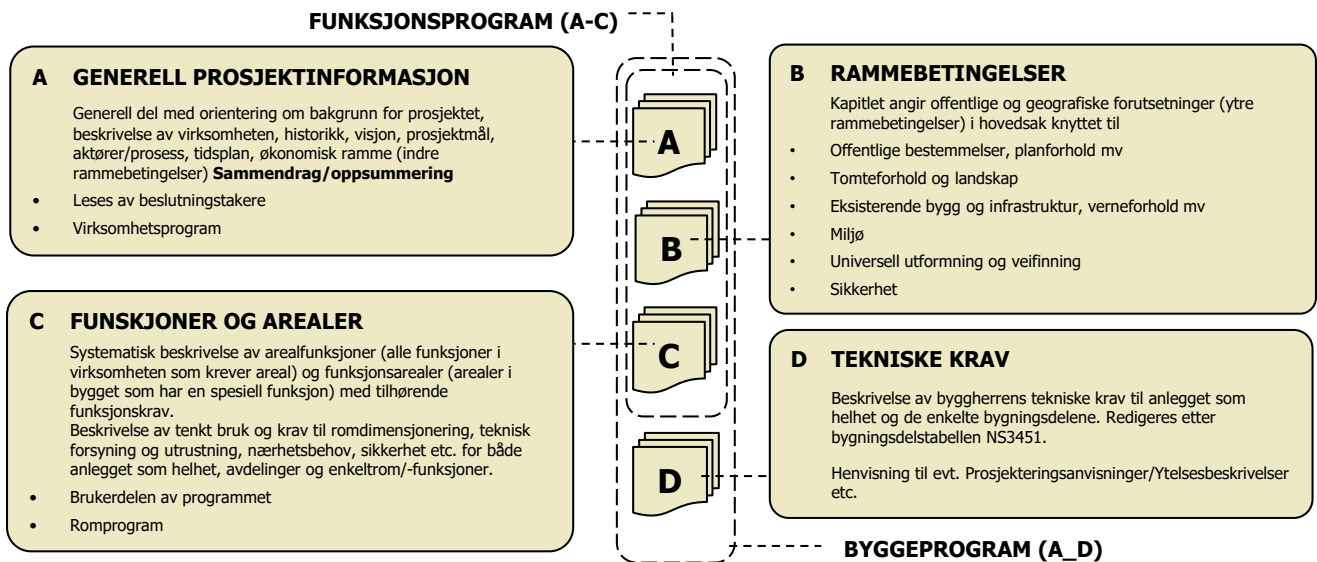 FUNKSJONSPROGRAM (A-C)
A GENERELL PROSJEKTINFORMASJON
Generell del med orientering om bakgrunn for prosjektet,
beskrivelse av virksomheten, historikk, visjon, prosjektmål,
aktører/prosess, tidsplan, økonomisk ramme (indre
rammebetingelser) Sammendrag/oppsummering
• Leses av beslutningstakere
• Virksomhetsprogram
C FUNSKJONER OG AREALER
Systematisk beskrivelse av arealfunksjoner (alle funksjoner i
virksomheten som krever areal) og funksjonsarealer (arealer i
bygget som har en spesiell funksjon) med tilhørende
funksjonskrav.
Beskrivelse av tenkt bruk og krav til romdimensjonering, teknisk
forsyning og utrustning, nærhetsbehov, sikkerhet etc. for både
anlegget som helhet, avdelinger og enkeltrom/-funksjoner.
• Brukerdelen av programmet
• Romprogram
A
B
C
D
B RAMMEBETINGELSER
Kapitlet angir offentlige og geografiske forutsetninger (ytre
rammebetingelser) i hovedsak knyttet til
• Offentlige bestemmelser, planforhold mv
• Tomteforhold og landskap
• Eksisterende bygg og infrastruktur, verneforhold mv
• Miljø
• Universell utformning og veifinning
• Sikkerhet
D TEKNISKE KRAV
Beskrivelse av byggherrens tekniske krav til anlegget som
helhet og de enkelte bygningsdelene. Redigeres etter
bygningsdelstabellen NS3451.
Henvisning til evt. Prosjekteringsanvisninger/Ytelsesbeskrivelser
etc.
BYGGEPROGRAM (A_D)